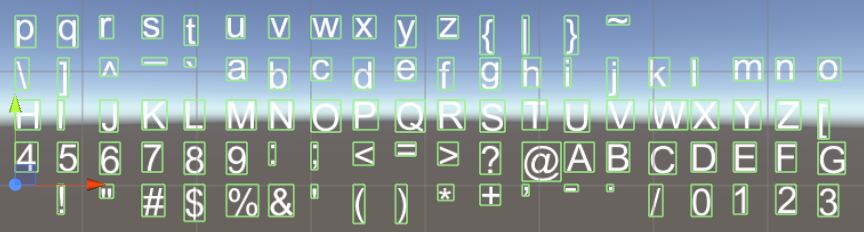 p q r s t u v w x y z { | } ~
\ ] ^ _ ` a b c d e f g h i j k l m n o
H I J K L M N O P Q R S T U V W X Y Z [
4 5 6 7 8 9 : ; < = > ? @ A B C D E F G
! " # $ % & ' ( ) * + , - . / 0 1 2 3